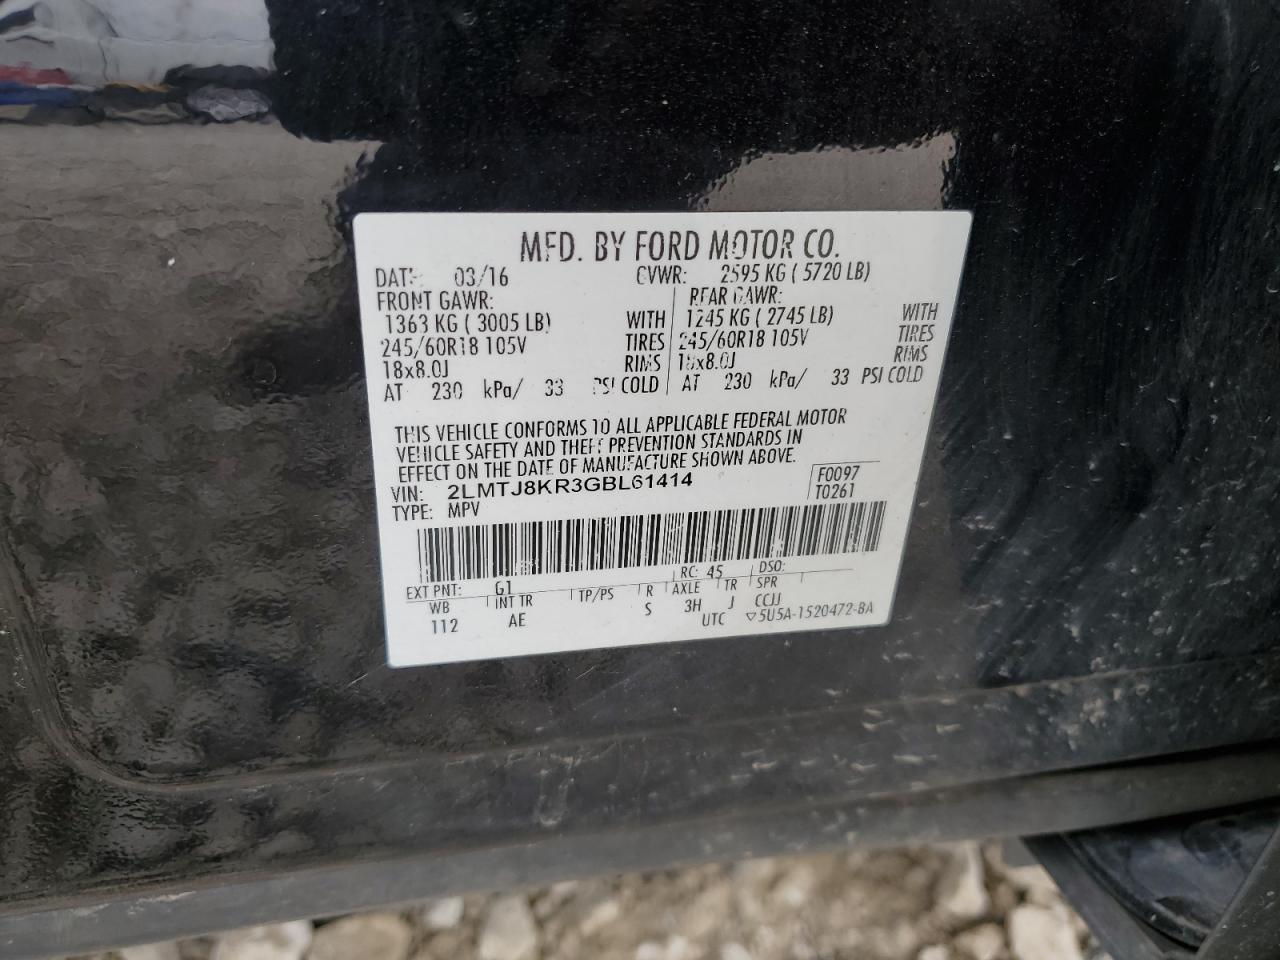 MFD. BY FORD MOTOR CO.
DATE: 03/16 GVWR: 2595 KG ( 5720 LB)
FRONT GAWR: REAR GAWR:
1363 KG ( 3005 LB) WITH 1245 KG ( 2745 LB) WITH
245/60R18 105V TIRES 245/60R18 105V TIRES
18x8.0J RIMS 18x8.0J RIMS
AT 230 kPa/ 33 PSI COLD AT 230 kPa/ 33 PSI COLD
THIS VEHICLE CONFORMS TO ALL APPLICABLE FEDERAL MOTOR
VEHICLE SAFETY AND THEFT PREVENTION STANDARDS IN
EFFECT ON THE DATE OF MANUFACTURE SHOWN ABOVE.
VIN: 2LMTJ8KR3GBL61414 F0097
TYPE: MPV T0261
EXT PNT: G1 RC: 45 DSO:
WB INT TR TP/PS R AXLE TR SPR
112 AE S 3H J CCJJ
UTC ▽5U5A-1520472-BA